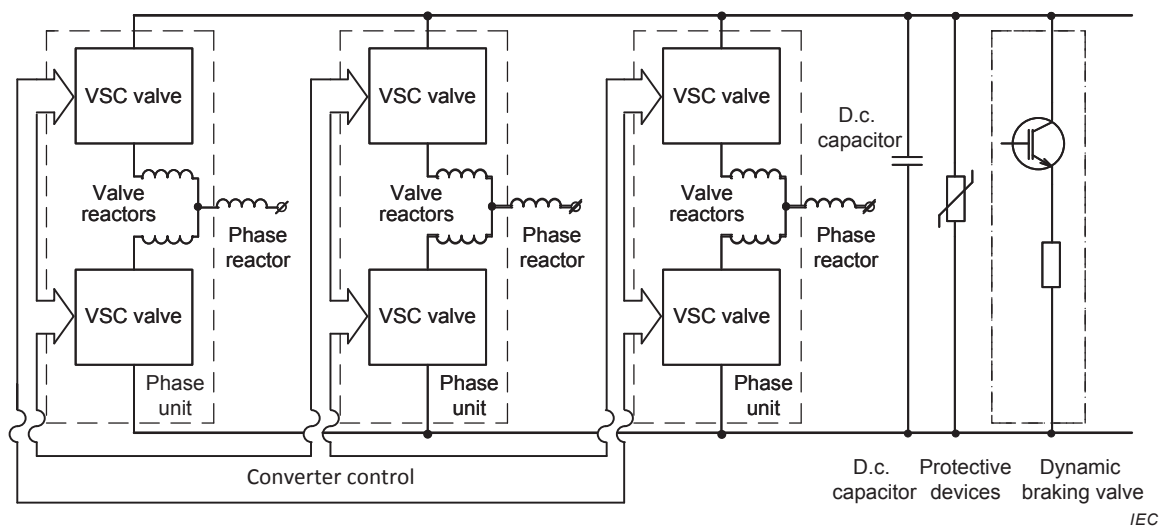 VSC valve
VSC valve
VSC valve
D.c.
capacitor
Valve
reactors
Phase
reactor
Valve
reactors
Phase
reactor
Valve
reactors
Phase
reactor
VSC valve
VSC valve
VSC valve
Phase
unit
Phase
unit
Phase
unit
Converter control
D.c.
capacitor
Protective
devices
Dynamic
braking valve
IEC